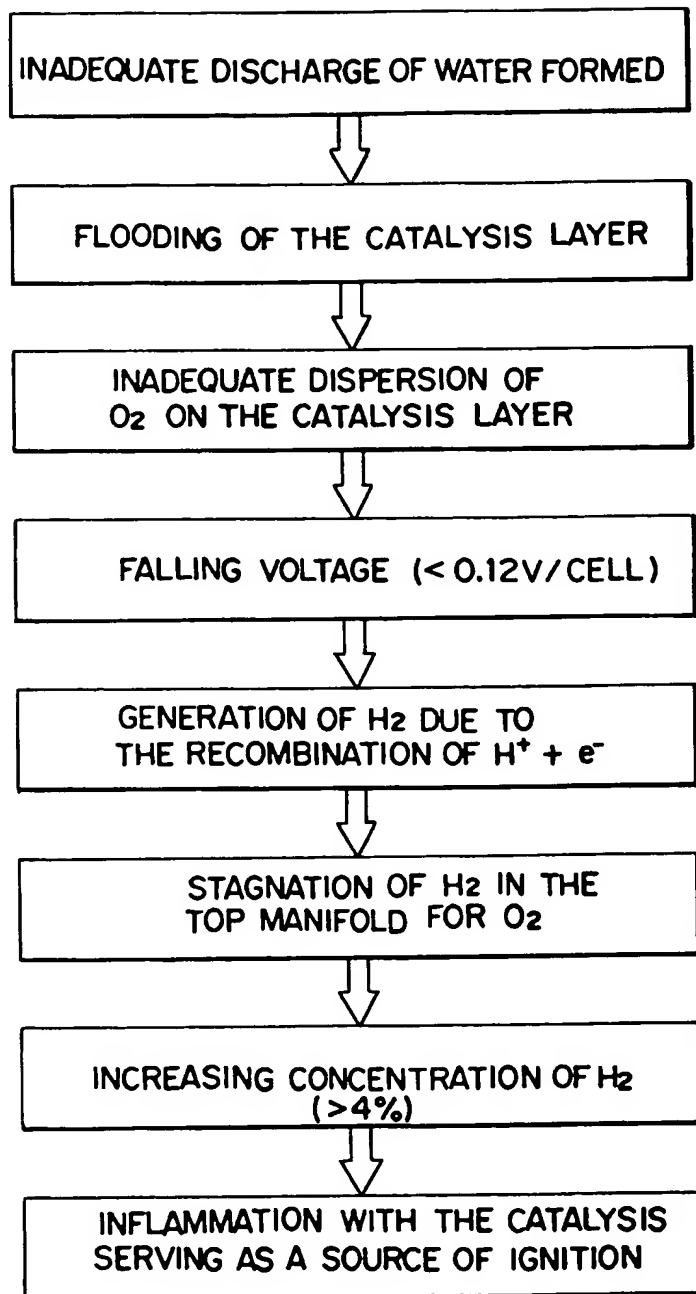 INADEQUATE DISCHARGE OF WATER FORMED
FLOODING OF THE CATALYSIS LAYER
INADEQUATE DISPERSION OF
O2 ON THE CATALYSIS LAYER
FALLING VOLTAGE (<0.12V/CELL)
GENERATION OF H2 DUE TO
THE RECOMBINATION OF H+ + e-
STAGNATION OF H2 IN THE
TOP MANIFOLD FOR O2
INCREASING CONCENTRATION OF H2
(>4%)
INFLAMMATION WITH THE CATALYSIS
SERVING AS A SOURCE OF IGNITION